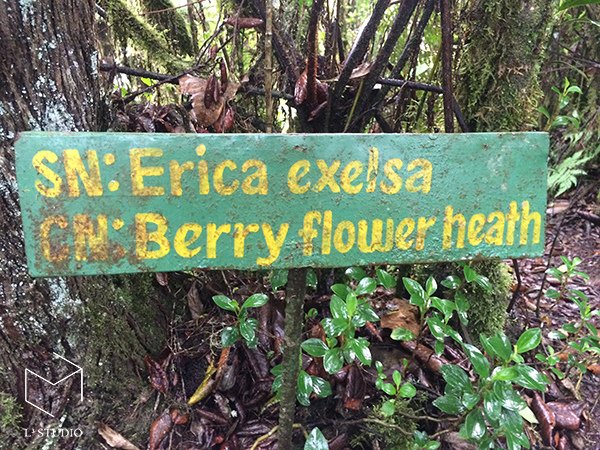 SN: Erica exelsa
CN: Berry flower heath
L² STUDIO